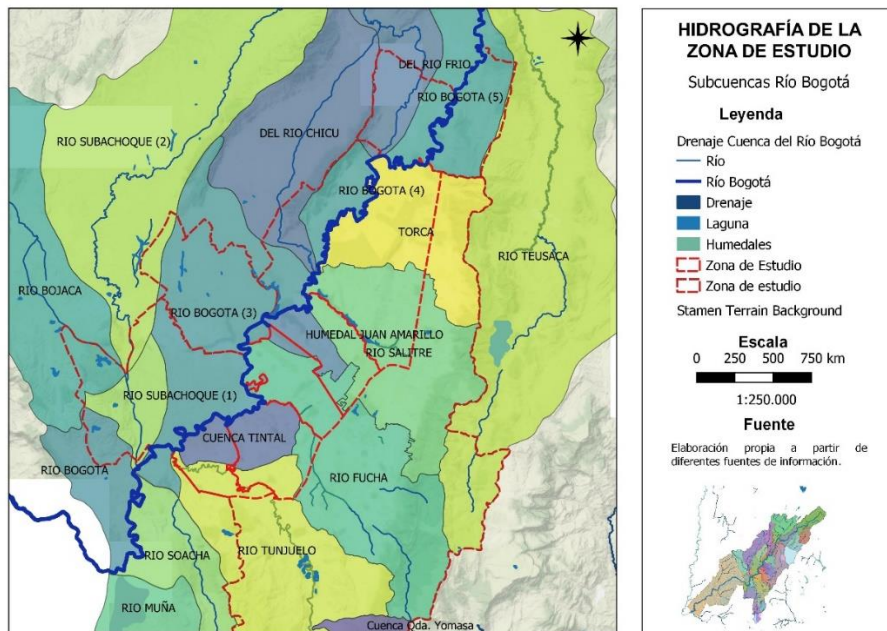 DEL RIO FRIO
RIO BOGOTA (5)
DEL RIO CHICU
RIO SUBACHOQUE (2)
RIO BOGOTA (4)
TORCA
RIO TEUSACA
RIO BOJACA
RIO BOGOTA (3)
HUMEDAL JUAN AMARILLO
RIO SALITRE
RIO SUBACHOQUE (1)
CUENCA TINTAL
RIO BOGOTA
RIO FUCHA
RIO SOACHA
RIO TUNJUELO
RIO MUÑA
Cuenca Qda. Yomasa
HIDROGRAFÍA DE LA
ZONA DE ESTUDIO
Subcuencas Río Bogotá
Leyenda
Drenaje Cuenca del Río Bogotá
Río
Río Bogotá
Drenaje
Laguna
Humedales
Zona de Estudio
Zona de estudio
Stamen Terrain Background
Escala
0 250 500 750 km
1:250.000
Fuente
Elaboración propia a partir de
diferentes fuentes de información.